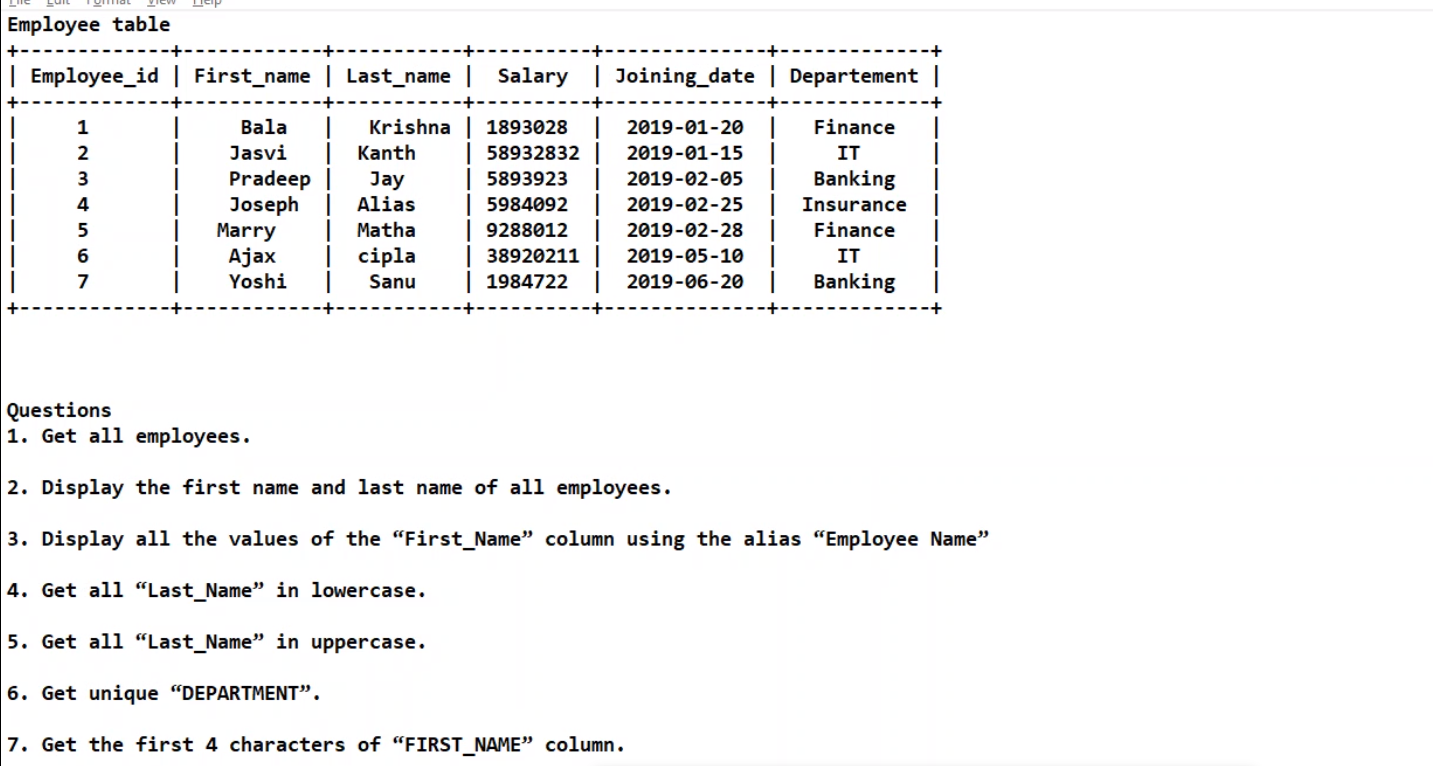 File Edit Format View Help
Employee table
+-------------+------------+-----------+----------+--------------+-------------+
| Employee_id | First_name | Last_name |  Salary  | Joining_date | Departement |
+-------------+------------+-----------+----------+--------------+-------------+
|     1       |     Bala   |   Krishna | 1893028  |  2019-01-20  |   Finance   |
|     2       |    Jasvi   |  Kanth    | 58932832 |  2019-01-15  |     IT      |
|     3       |    Pradeep |   Jay     | 5893923  |  2019-02-05  |   Banking   |
|     4       |    Joseph  |  Alias    | 5984092  |  2019-02-25  |  Insurance  |
|     5       |   Marry    |  Matha    | 9288012  |  2019-02-28  |   Finance   |
|     6       |    Ajax    |  cipla    | 38920211 |  2019-05-10  |     IT      |
|     7       |    Yoshi   |   Sanu    | 1984722  |  2019-06-20  |   Banking   |
+-------------+------------+-----------+----------+--------------+-------------+
Questions
1. Get all employees.
2. Display the first name and last name of all employees.
3. Display all the values of the “First_Name” column using the alias “Employee Name”
4. Get all “Last_Name” in lowercase.
5. Get all “Last_Name” in uppercase.
6. Get unique “DEPARTMENT”.
7. Get the first 4 characters of “FIRST_NAME” column.